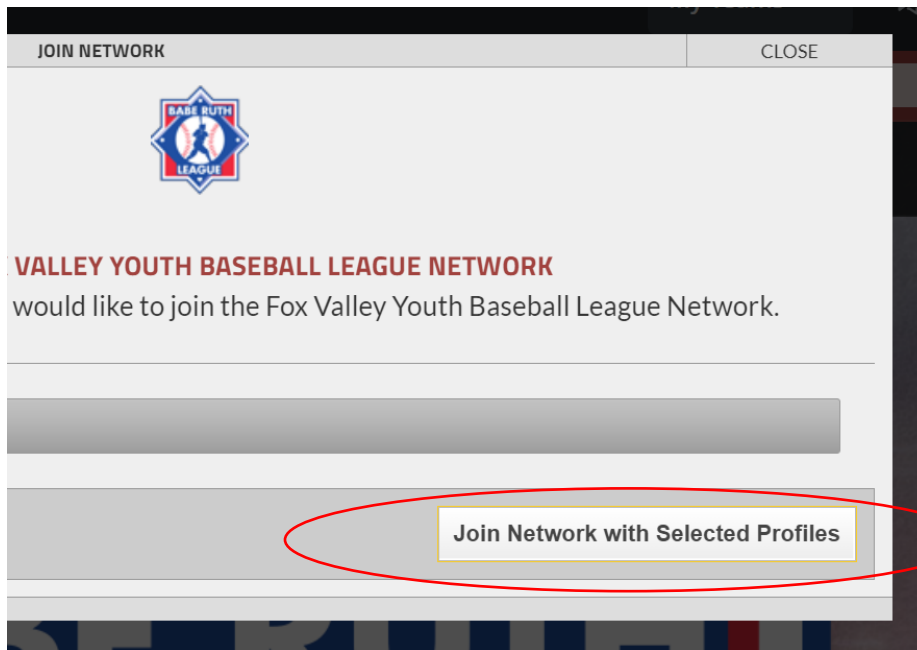 JOIN NETWORK
CLOSE
BABE RUTH
LEAGUE
VALLEY YOUTH BASEBALL LEAGUE NETWORK
would like to join the Fox Valley Youth Baseball League Network.
Join Network with Selected Profiles